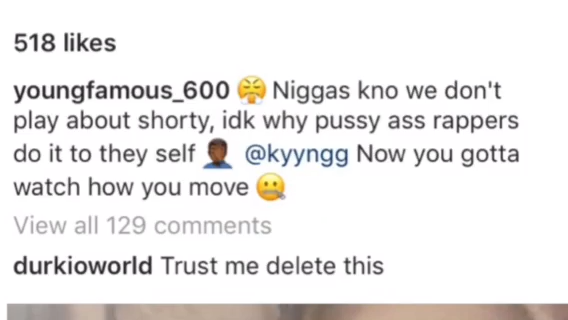 518 likes
youngfamous_600 😤 Niggas kno we don't
play about shorty, idk why pussy ass rappers
do it to they self 🤦🏾‍♂️ @kyyngg Now you gotta
watch how you move 🤐
View all 129 comments
durkioworld Trust me delete this